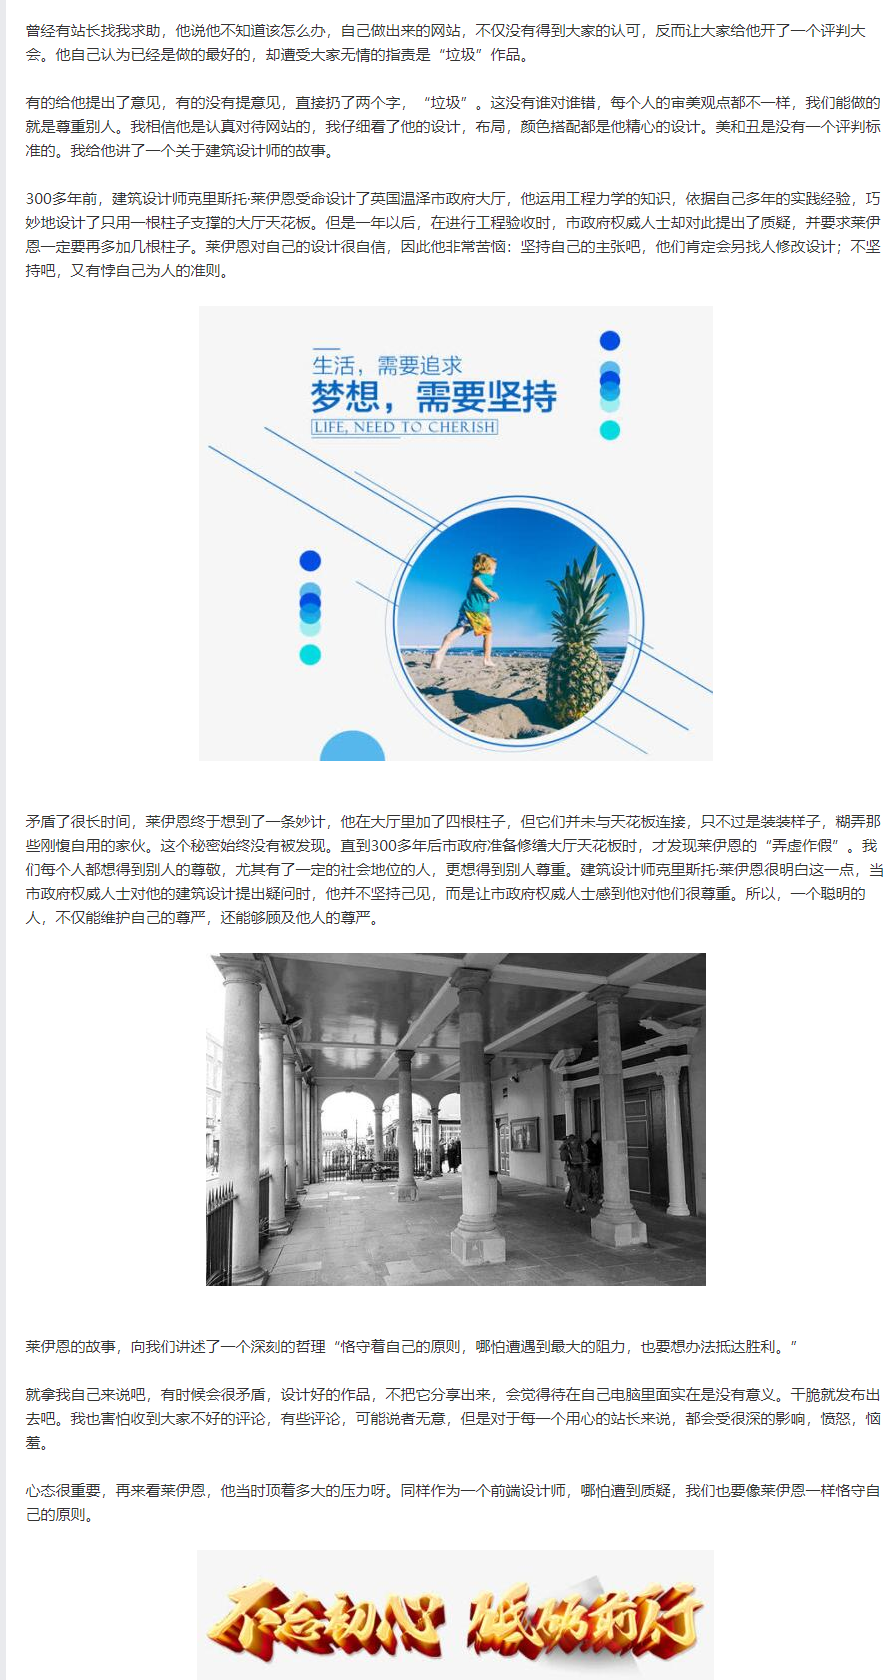 曾经有站长找我求助，他说他不知道该怎么办，自己做出来的网站，不仅没有得到大家的认可，反而让大家给他开了一个评判大
会。他自己认为已经是做的最好的，却遭受大家无情的指责是“垃圾”作品。
有的给他提出了意见，有的没有提意见，直接扔了两个字，“垃圾”。这没有谁对谁错，每个人的审美观点都不一样，我们能做的
就是尊重别人。我相信他是认真对待网站的，我仔细看了他的设计，布局，颜色搭配都是他精心的设计。美和丑是没有一个评判标
准的。我给他讲了一个关于建筑设计师的故事。
300多年前，建筑设计师克里斯托·莱伊恩受命设计了英国温泽市政府大厅，他运用工程力学的知识，依据自己多年的实践经验，巧
妙地设计了只用一根柱子支撑的大厅天花板。但是一年以后，在进行工程验收时，市政府权威人士却对此提出了质疑，并要求莱伊
恩一定要再多加几根柱子。莱伊恩对自己的设计很自信，因此他非常苦恼：坚持自己的主张吧，他们肯定会另找人修改设计；不坚
持吧，又有悖自己为人的准则。
生活，需要追求
梦想，需要坚持
LIFE, NEED TO CHERISH
矛盾了很长时间，莱伊恩终于想到了一条妙计，他在大厅里加了四根柱子，但它们并未与天花板连接，只不过是装装样子，糊弄那
些刚愎自用的家伙。这个秘密始终没有被发现。直到300多年后市政府准备修缮大厅天花板时，才发现莱伊恩的“弄虚作假”。我
们每个人都想得到别人的尊敬，尤其有了一定的社会地位的人，更想得到别人尊重。建筑设计师克里斯托·莱伊恩很明白这一点，当
市政府权威人士对他的建筑设计提出疑问时，他并不坚持己见，而是让市政府权威人士感到他对他们很尊重。所以，一个聪明的
人，不仅能维护自己的尊严，还能够顾及他人的尊严。
莱伊恩的故事，向我们讲述了一个深刻的哲理“恪守着自己的原则，哪怕遭遇到最大的阻力，也要想办法抵达胜利。”
就拿我自己来说吧，有时候会很矛盾，设计好的作品，不把它分享出来，会觉得待在自己电脑里面实在是没有意义。干脆就发布出
去吧。我也害怕收到大家不好的评论，有些评论，可能说者无意，但是对于每一个用心的站长来说，都会受很深的影响，愤怒，恼
羞。
心态很重要，再来看莱伊恩，他当时顶着多大的压力呀。同样作为一个前端设计师，哪怕遭到质疑，我们也要像莱伊恩一样恪守自
己的原则。
不忘初心 砥砺前行